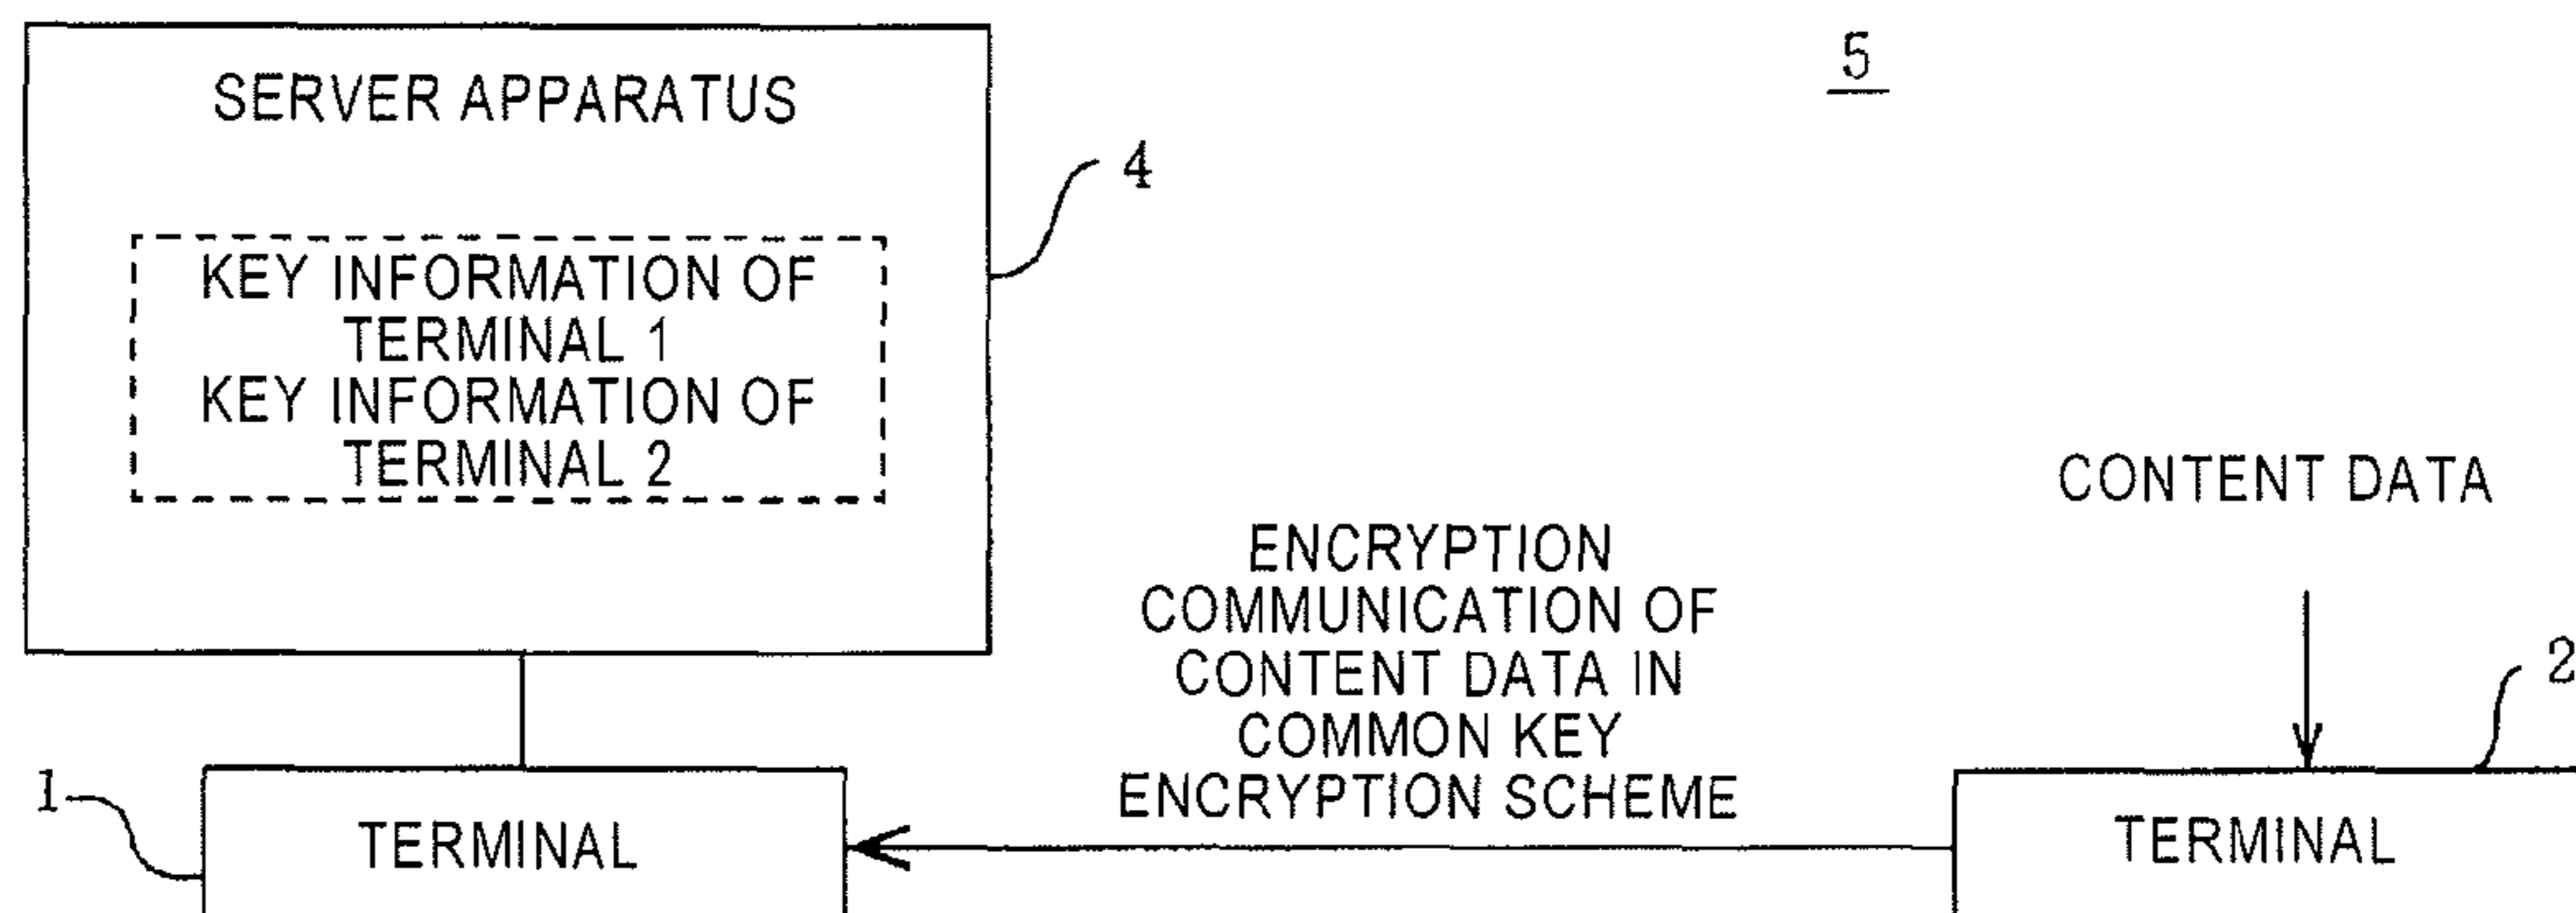 5
SERVER APPARATUS
4
KEY INFORMATION OF
TERMINAL 1
KEY INFORMATION OF
TERMINAL 2
CONTENT DATA
ENCRYPTION
COMMUNICATION OF
CONTENT DATA IN
COMMON KEY
ENCRYPTION SCHEME
2
1
TERMINAL
TERMINAL